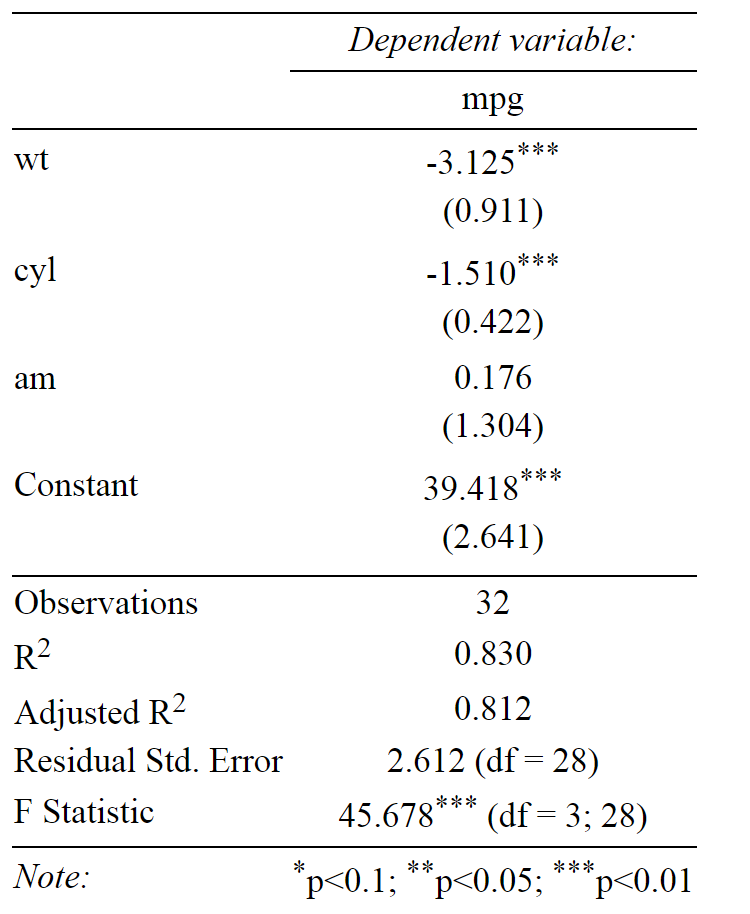 Dependent variable:
mpg
wt -3.125***
(0.911)
cyl -1.510***
(0.422)
am 0.176
(1.304)
Constant 39.418***
(2.641)
Observations 32
R2 0.830
Adjusted R2 0.812
Residual Std. Error 2.612 (df = 28)
F Statistic 45.678*** (df = 3; 28)
Note: *p<0.1; **p<0.05; ***p<0.01